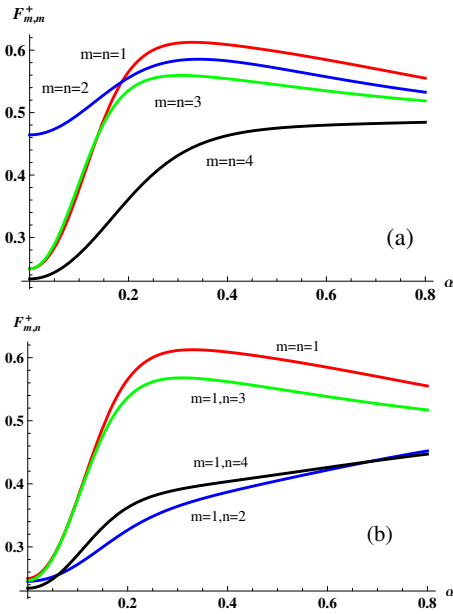 F⁺ₘ,ₘ
0.6
m=n=1
m=n=2
m=n=3
0.5
0.4
m=n=4
0.3
(a)
0.2 0.4 0.6 0.8 α
F⁺ₘ,ₙ
m=n=1
0.6
m=1,n=3
0.5
m=1,n=4
0.4
m=1,n=2
(b)
0.3
0.2 0.4 0.6 0.8 α